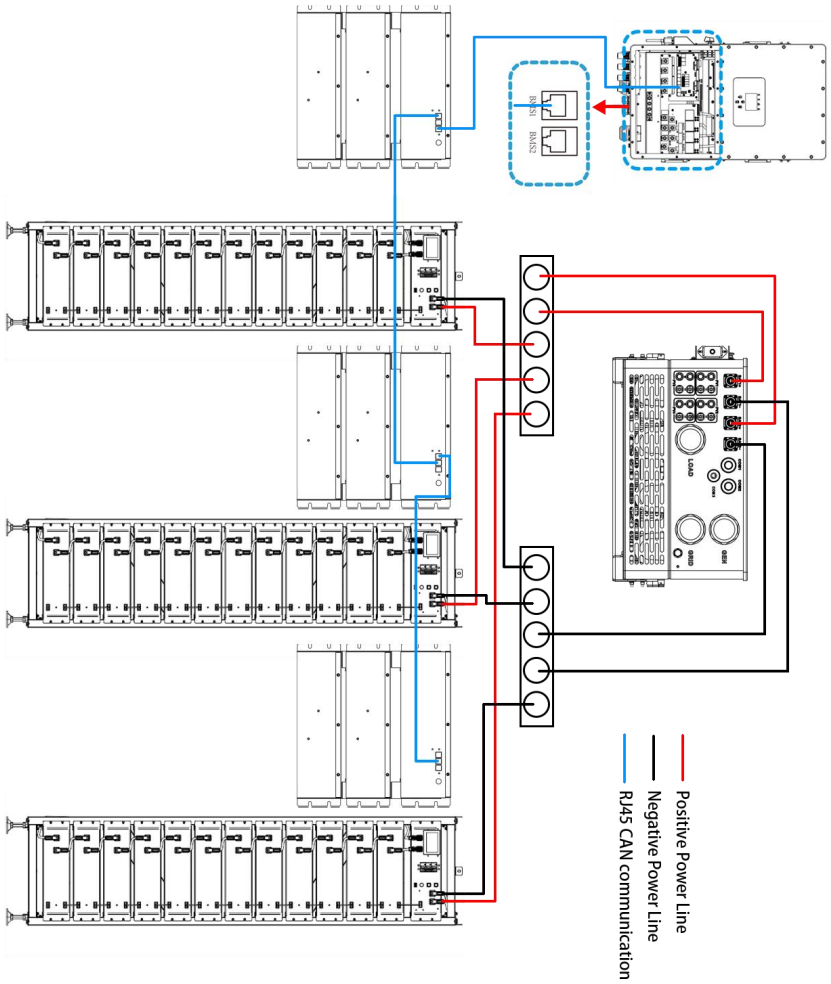 BMS1
BMS2
LOAD
GRID
GEN
Positive Power Line
Negative Power Line
RJ45 CAN communication